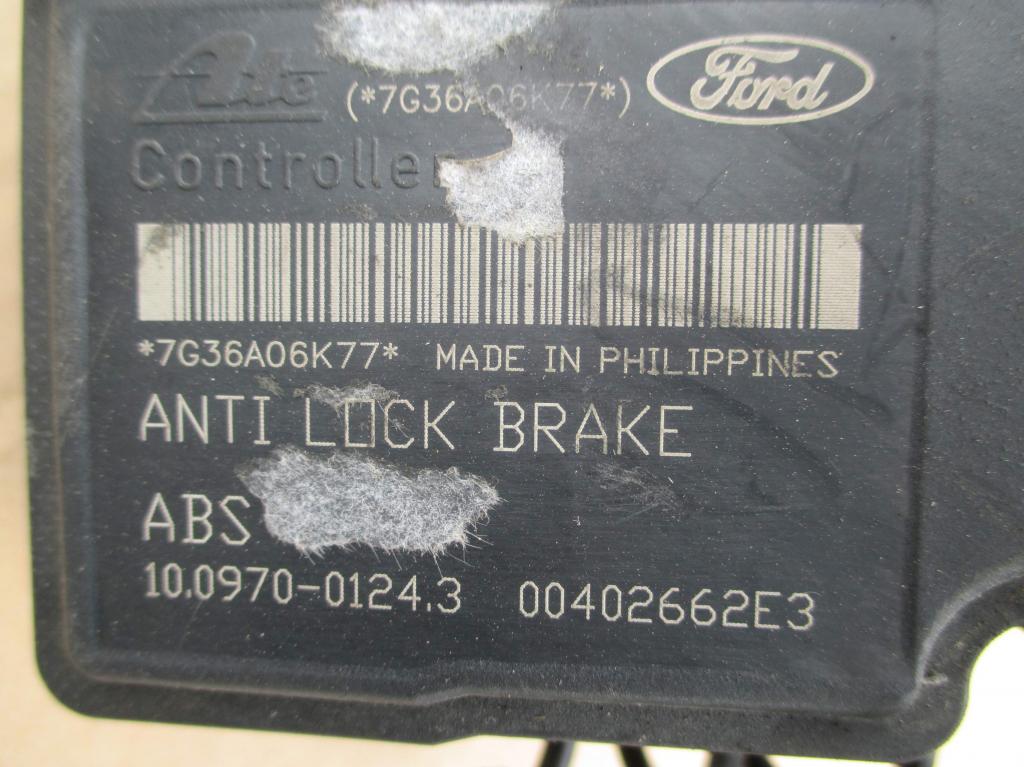 Ate (*7G36A06K77*) Ford
Controller
*7G36A06K77* MADE IN PHILIPPINES
ANTI LOCK BRAKE
ABS
10.0970-0124.3 00402662E3